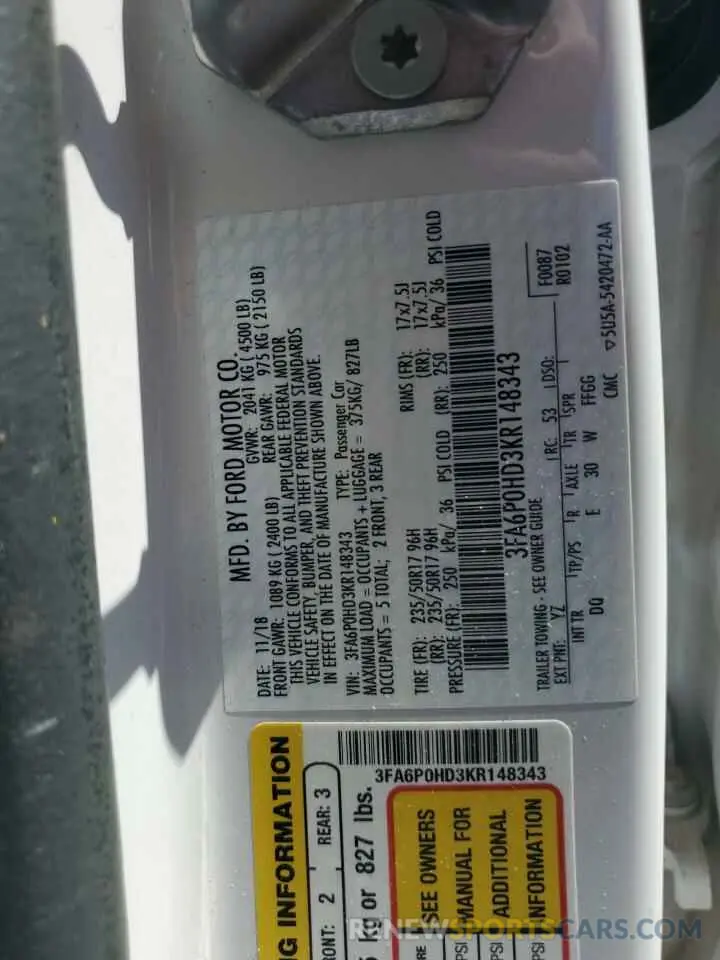 MFD. BY FORD MOTOR CO.
DATE: 11/18 GVWR: 2041 KG ( 4500 LB)
FRONT GAWR: 1089 KG ( 2400 LB) REAR GAWR: 975 KG ( 2150 LB)
THIS VEHICLE CONFORMS TO ALL APPLICABLE FEDERAL MOTOR
VEHICLE SAFETY, BUMPER, AND THEFT PREVENTION STANDARDS
IN EFFECT ON THE DATE OF MANUFACTURE SHOWN ABOVE.
VIN: 3FA6P0HD3KR148343 TYPE: Passenger Car
MAXIMUM LOAD = OCCUPANTS + LUGGAGE = 375KG/ 827LB
OCCUPANTS = 5 TOTAL; 2 FRONT, 3 REAR
TIRE (FR): 235/50R17 96H RIMS (FR): 17x7.5J
(RR): 235/50R17 96H (RR): 17x7.5J
PRESSURE (FR): 250 kPa/ 36 PSI COLD (RR): 250 kPa/ 36 PSI COLD
3FA6P0HD3KR148343
TRAILER TOWING - SEE OWNER GUIDE F0087
EXT PNT: YZ RC: 53 DSO: R0102
INT TR TP/PS R AXLE TR SPR
DQ E 30 W FFGG
CMC ▽5U5A-5420472-AA
3FA6P0HD3KR148343
NG INFORMATION
RONT: 2 REAR: 3
5 kg or 827 lbs.
SEE OWNERS
MANUAL FOR
ADDITIONAL
INFORMATION
RE
PSI
PSI
PSI
RENEWSPORTSCARS.COM